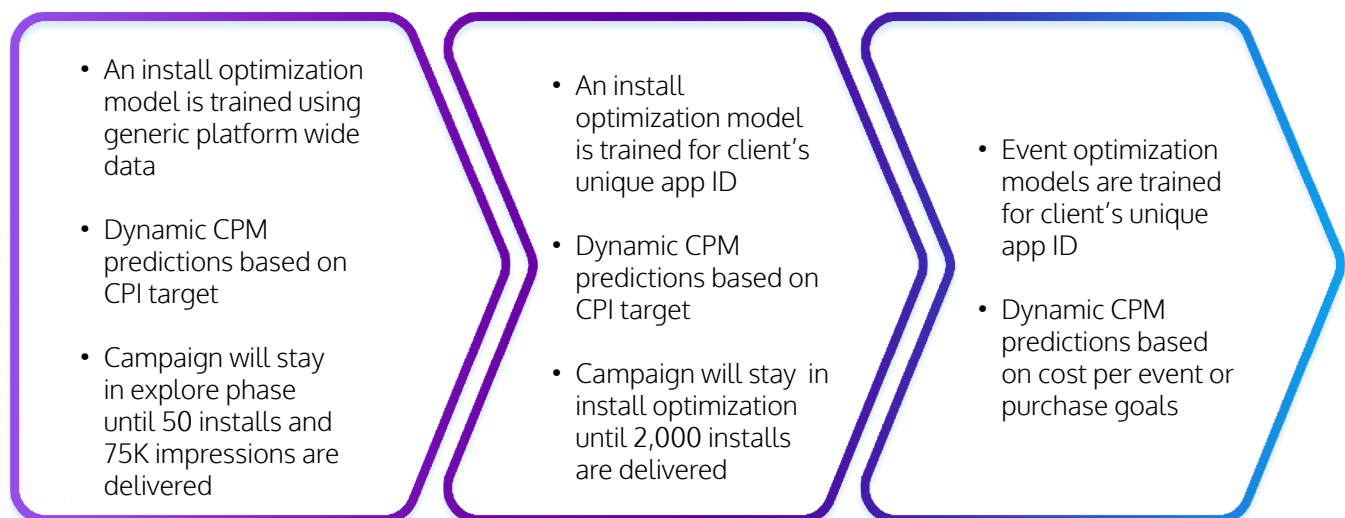 • An install optimization
model is trained using
generic platform wide
data
• Dynamic CPM
predictions based on
CPI target
• Campaign will stay
in explore phase
until 50 installs and
75K impressions are
delivered
• An install
optimization model
is trained for client's
unique app ID
• Dynamic CPM
predictions based on
CPI target
• Campaign will stay in
install optimization
until 2,000 installs
are delivered
• Event optimization
models are trained
for client's unique
app ID
• Dynamic CPM
predictions based
on cost per event or
purchase goals